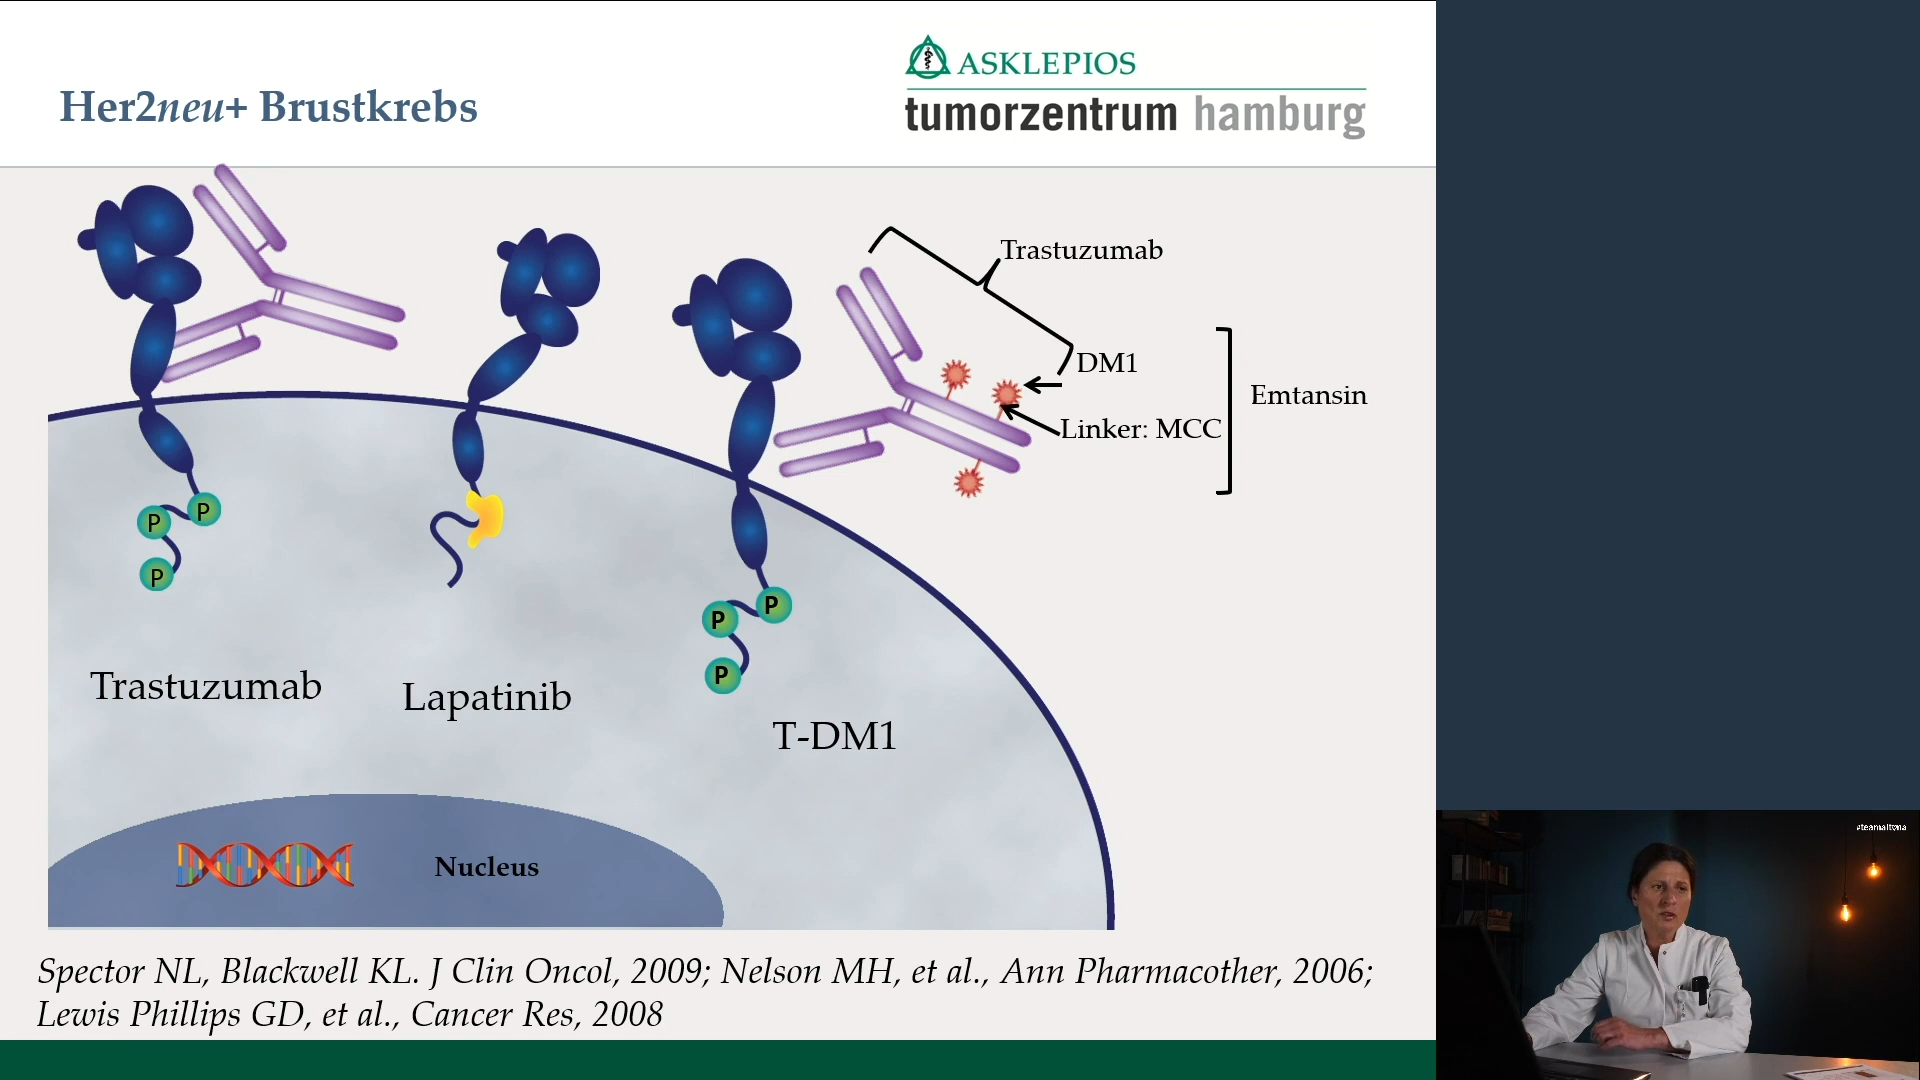 Her2neu+ Brustkrebs
ASKLEPIOS
tumorzentrum hamburg
Trastuzumab
DM1
Linker: MCC
Emtansin
P
P
P
P
P
P
Trastuzumab
Lapatinib
T-DM1
Nucleus
Spector NL, Blackwell KL. J Clin Oncol, 2009; Nelson MH, et al., Ann Pharmacother, 2006;
Lewis Phillips GD, et al., Cancer Res, 2008
#teamaltona